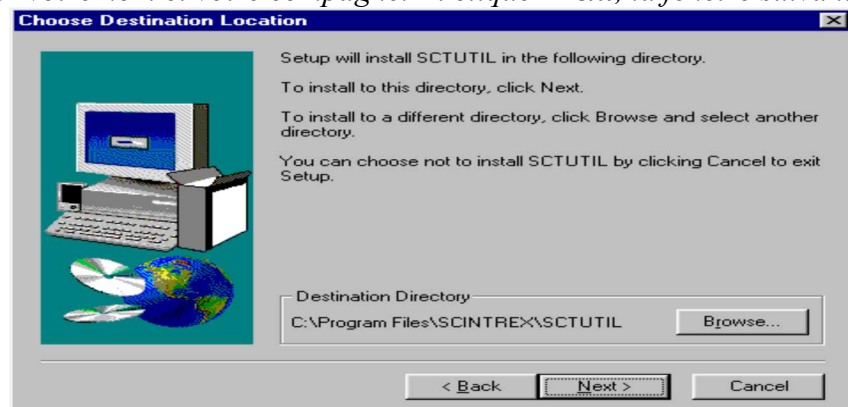 Choose Destination Location
Setup will install SCTUTIL in the following directory.
To install to this directory, click Next.
To install to a different directory, click Browse and select another
directory.
You can choose not to install SCTUTIL by clicking Cancel to exit
Setup.
Destination Directory
C:\Program Files\SCINTREX\SCTUTIL
Browse...
< Back
Next >
Cancel